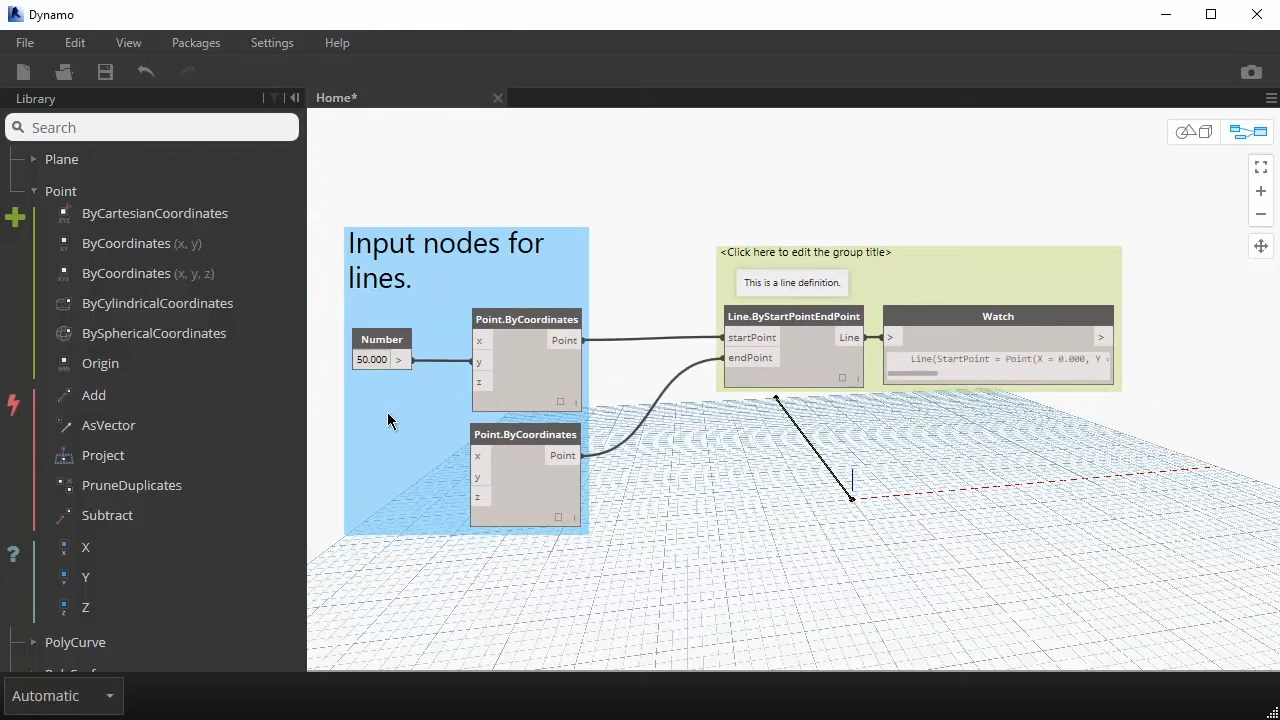 Dynamo
File Edit View Packages Settings Help
Library
Home*
Search
Plane
Point
ByCartesianCoordinates
ByCoordinates (x, y)
ByCoordinates (x, y, z)
ByCylindricalCoordinates
BySphericalCoordinates
Origin
Add
AsVector
Project
PruneDuplicates
Subtract
X
Y
Z
PolyCurve
Automatic
Input nodes for
lines.
Number
50.000 >
Point.ByCoordinates
x Point
y
z
Point.ByCoordinates
x Point
y
z
<Click here to edit the group title>
This is a line definition.
Line.ByStartPointEndPoint
startPoint Line
endPoint
Watch
> >
Line(StartPoint = Point(X = 0.000, Y =